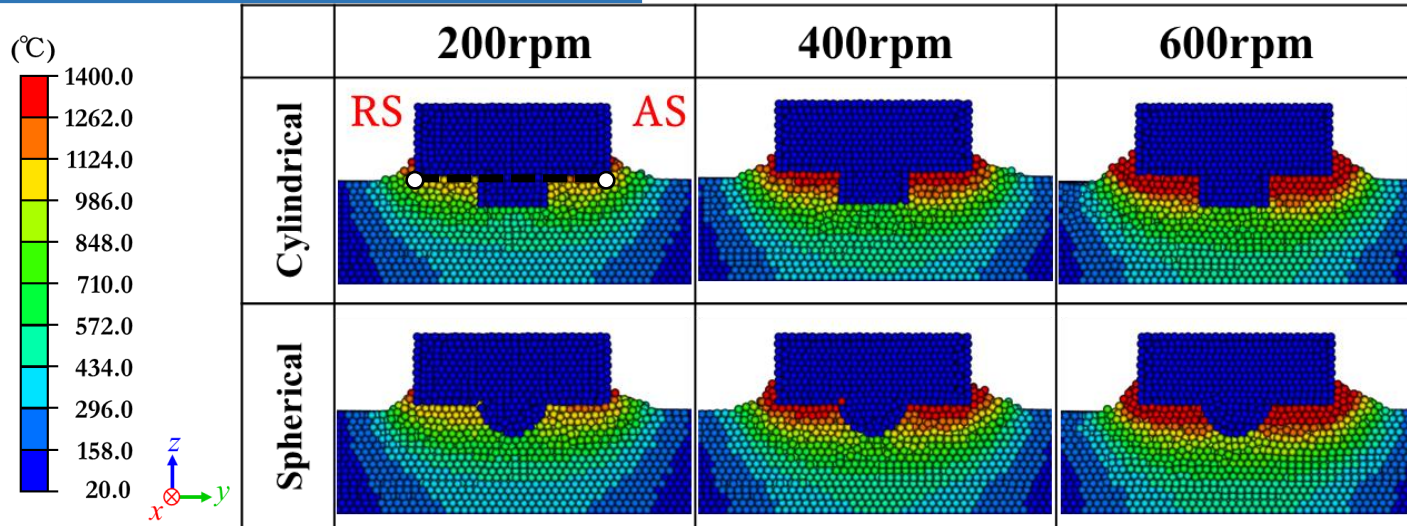 200rpm 400rpm 600rpm
(℃)
1400.0
1262.0
1124.0
986.0
848.0
710.0
572.0
434.0
296.0
158.0
20.0
z
y
x
Cylindrical
RS AS
Spherical